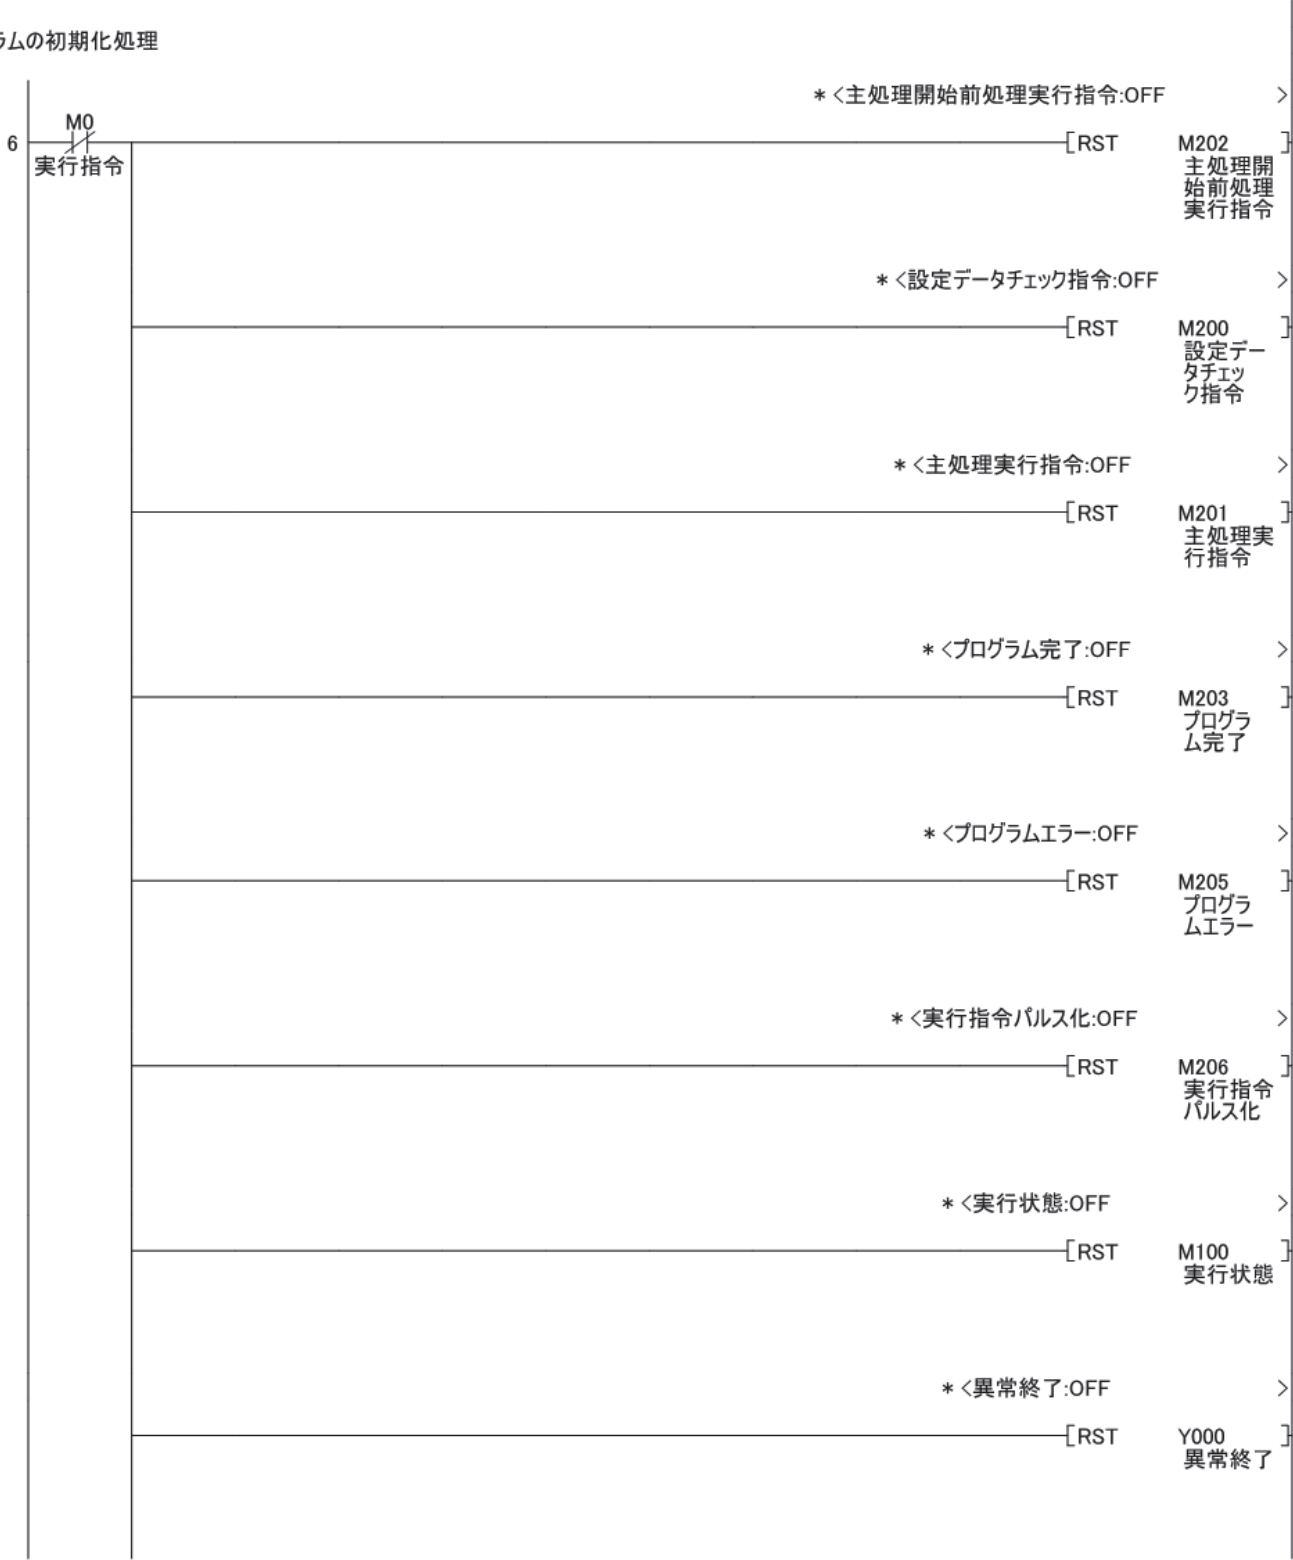 ラムの初期化処理
* <主処理開始前処理実行指令:OFF >
M0
6
[RST M202 ]
実行指令
主処理開
始前処理
実行指令
* <設定データチェック指令:OFF >
[RST M200 ]
設定デー
タチェッ
ク指令
* <主処理実行指令:OFF >
[RST M201 ]
主処理実
行指令
* <プログラム完了:OFF >
[RST M203 ]
プログラ
ム完了
* <プログラムエラー:OFF >
[RST M205 ]
プログラ
ムエラー
* <実行指令パルス化:OFF >
[RST M206 ]
実行指令
パルス化
* <実行状態:OFF >
[RST M100 ]
実行状態
* <異常終了:OFF >
[RST Y000 ]
異常終了